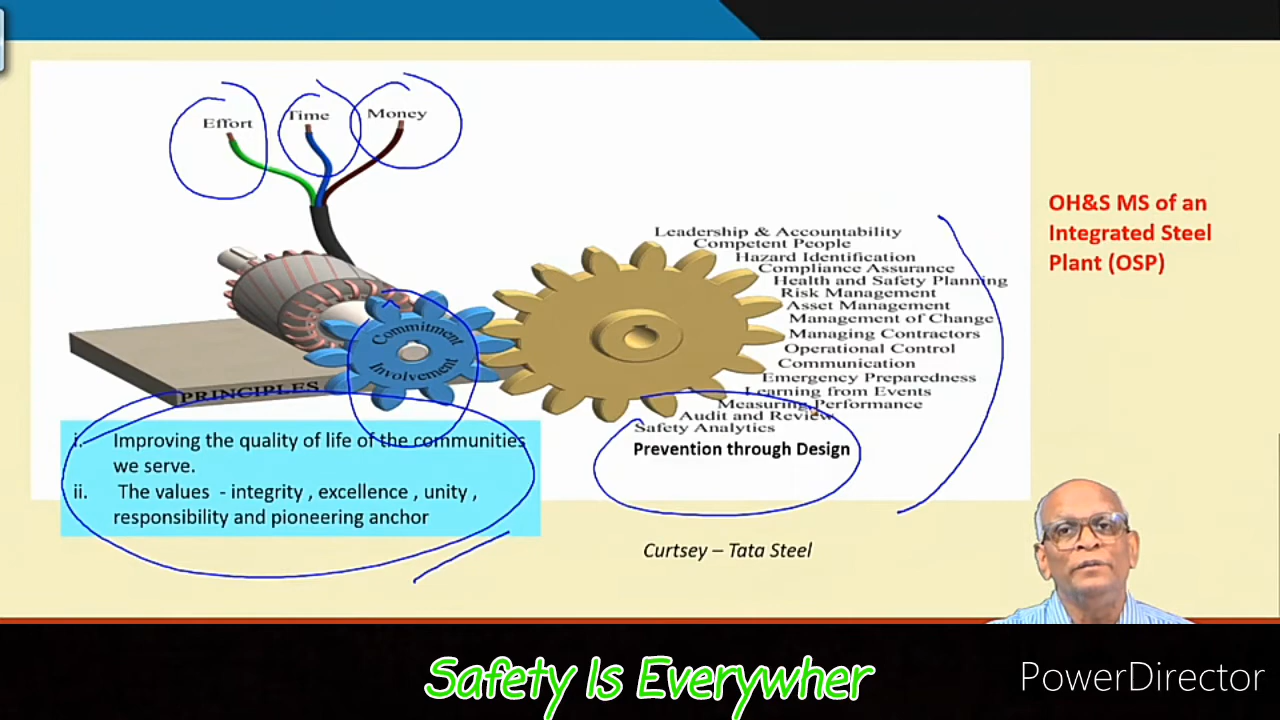 Effort
Time
Money
OH&S MS of an
Integrated Steel
Plant (OSP)
Leadership & Accountability
Competent People
Hazard Identification
Compliance Assurance
Health and Safety Planning
Risk Management
Asset Management
Management of Change
Managing Contractors
Operational Control
Communication
Emergency Preparedness
Learning from Events
Measuring Performance
Audit and Review
Safety Analytics
Prevention through Design
Commitment
Involvement
PRINCIPLES
i. Improving the quality of life of the communities
we serve.
ii. The values - integrity , excellence , unity ,
responsibility and pioneering anchor
Curtsey – Tata Steel
Safety Is Everywher
PowerDirector